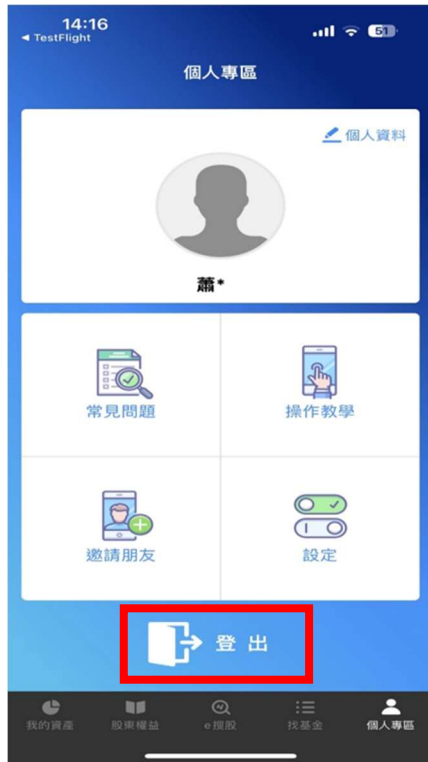 14:16
51
◀ TestFlight
個人專區
個人資料
蕭*
常見問題
操作教學
邀請朋友
設定
登出
我的資產
股東權益
e搜股
找基金
個人專區